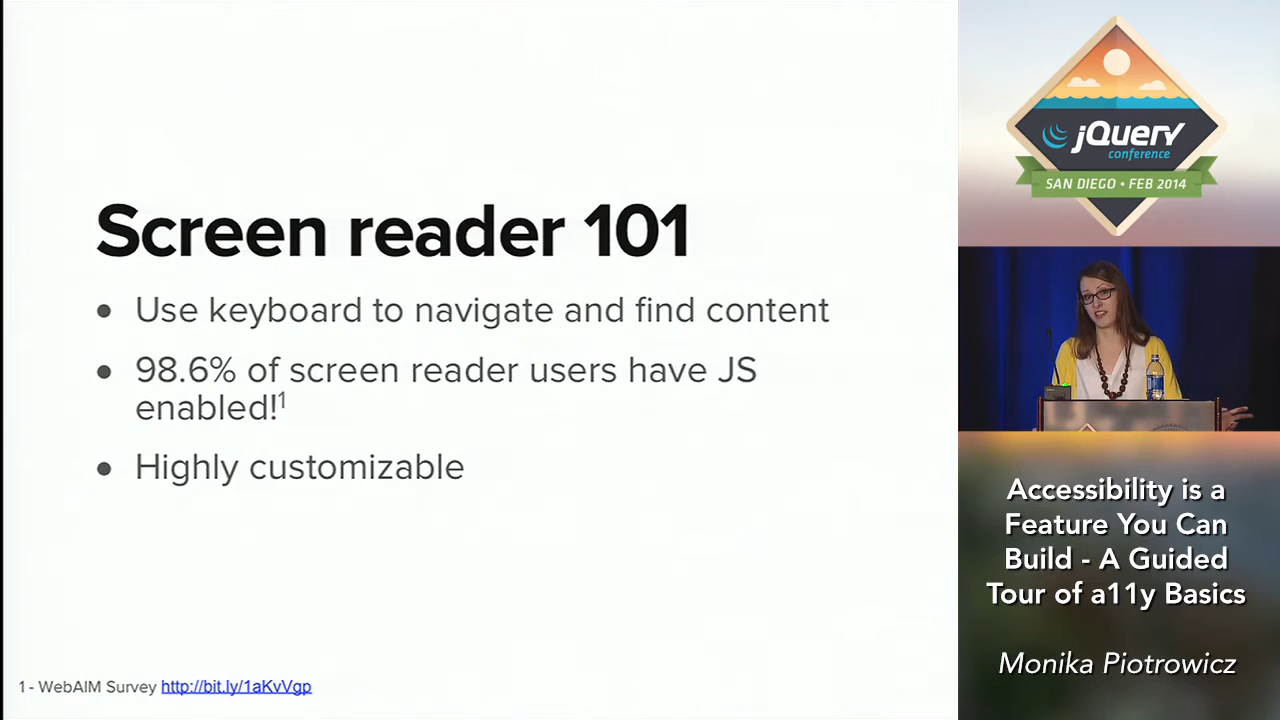 Screen reader 101
● Use keyboard to navigate and find content
● 98.6% of screen reader users have JS
enabled!1
● Highly customizable
1 - WebAIM Survey http://bit.ly/1aKvVgp
jQuery
conference
SAN DIEGO • FEB 2014
Accessibility is a
Feature You Can
Build - A Guided
Tour of a11y Basics
Monika Piotrowicz